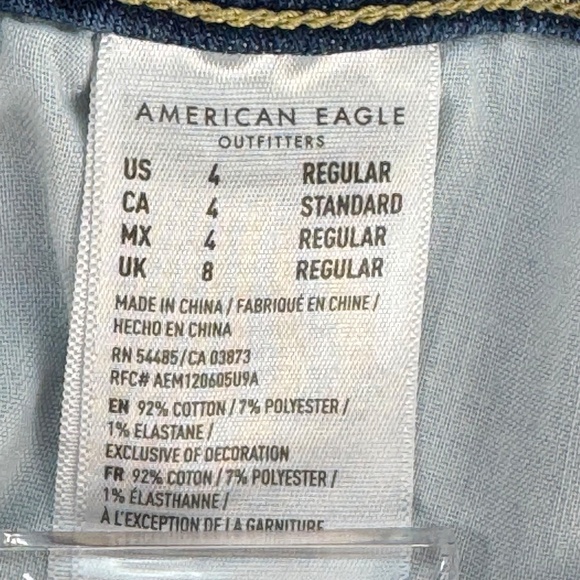 AMERICAN EAGLE
OUTFITTERS
US 4 REGULAR
CA 4 STANDARD
MX 4 REGULAR
UK 8 REGULAR
MADE IN CHINA / FABRIQUÉ EN CHINE /
HECHO EN CHINA
RN 54485/CA 03873
RFC# AEM120605U9A
EN 92% COTTON / 7% POLYESTER /
1% ELASTANE /
EXCLUSIVE OF DECORATION
FR 92% COTON / 7% POLYESTER /
1% ÉLASTHANNE /
À L'EXCEPTION DE LA GARNITURE